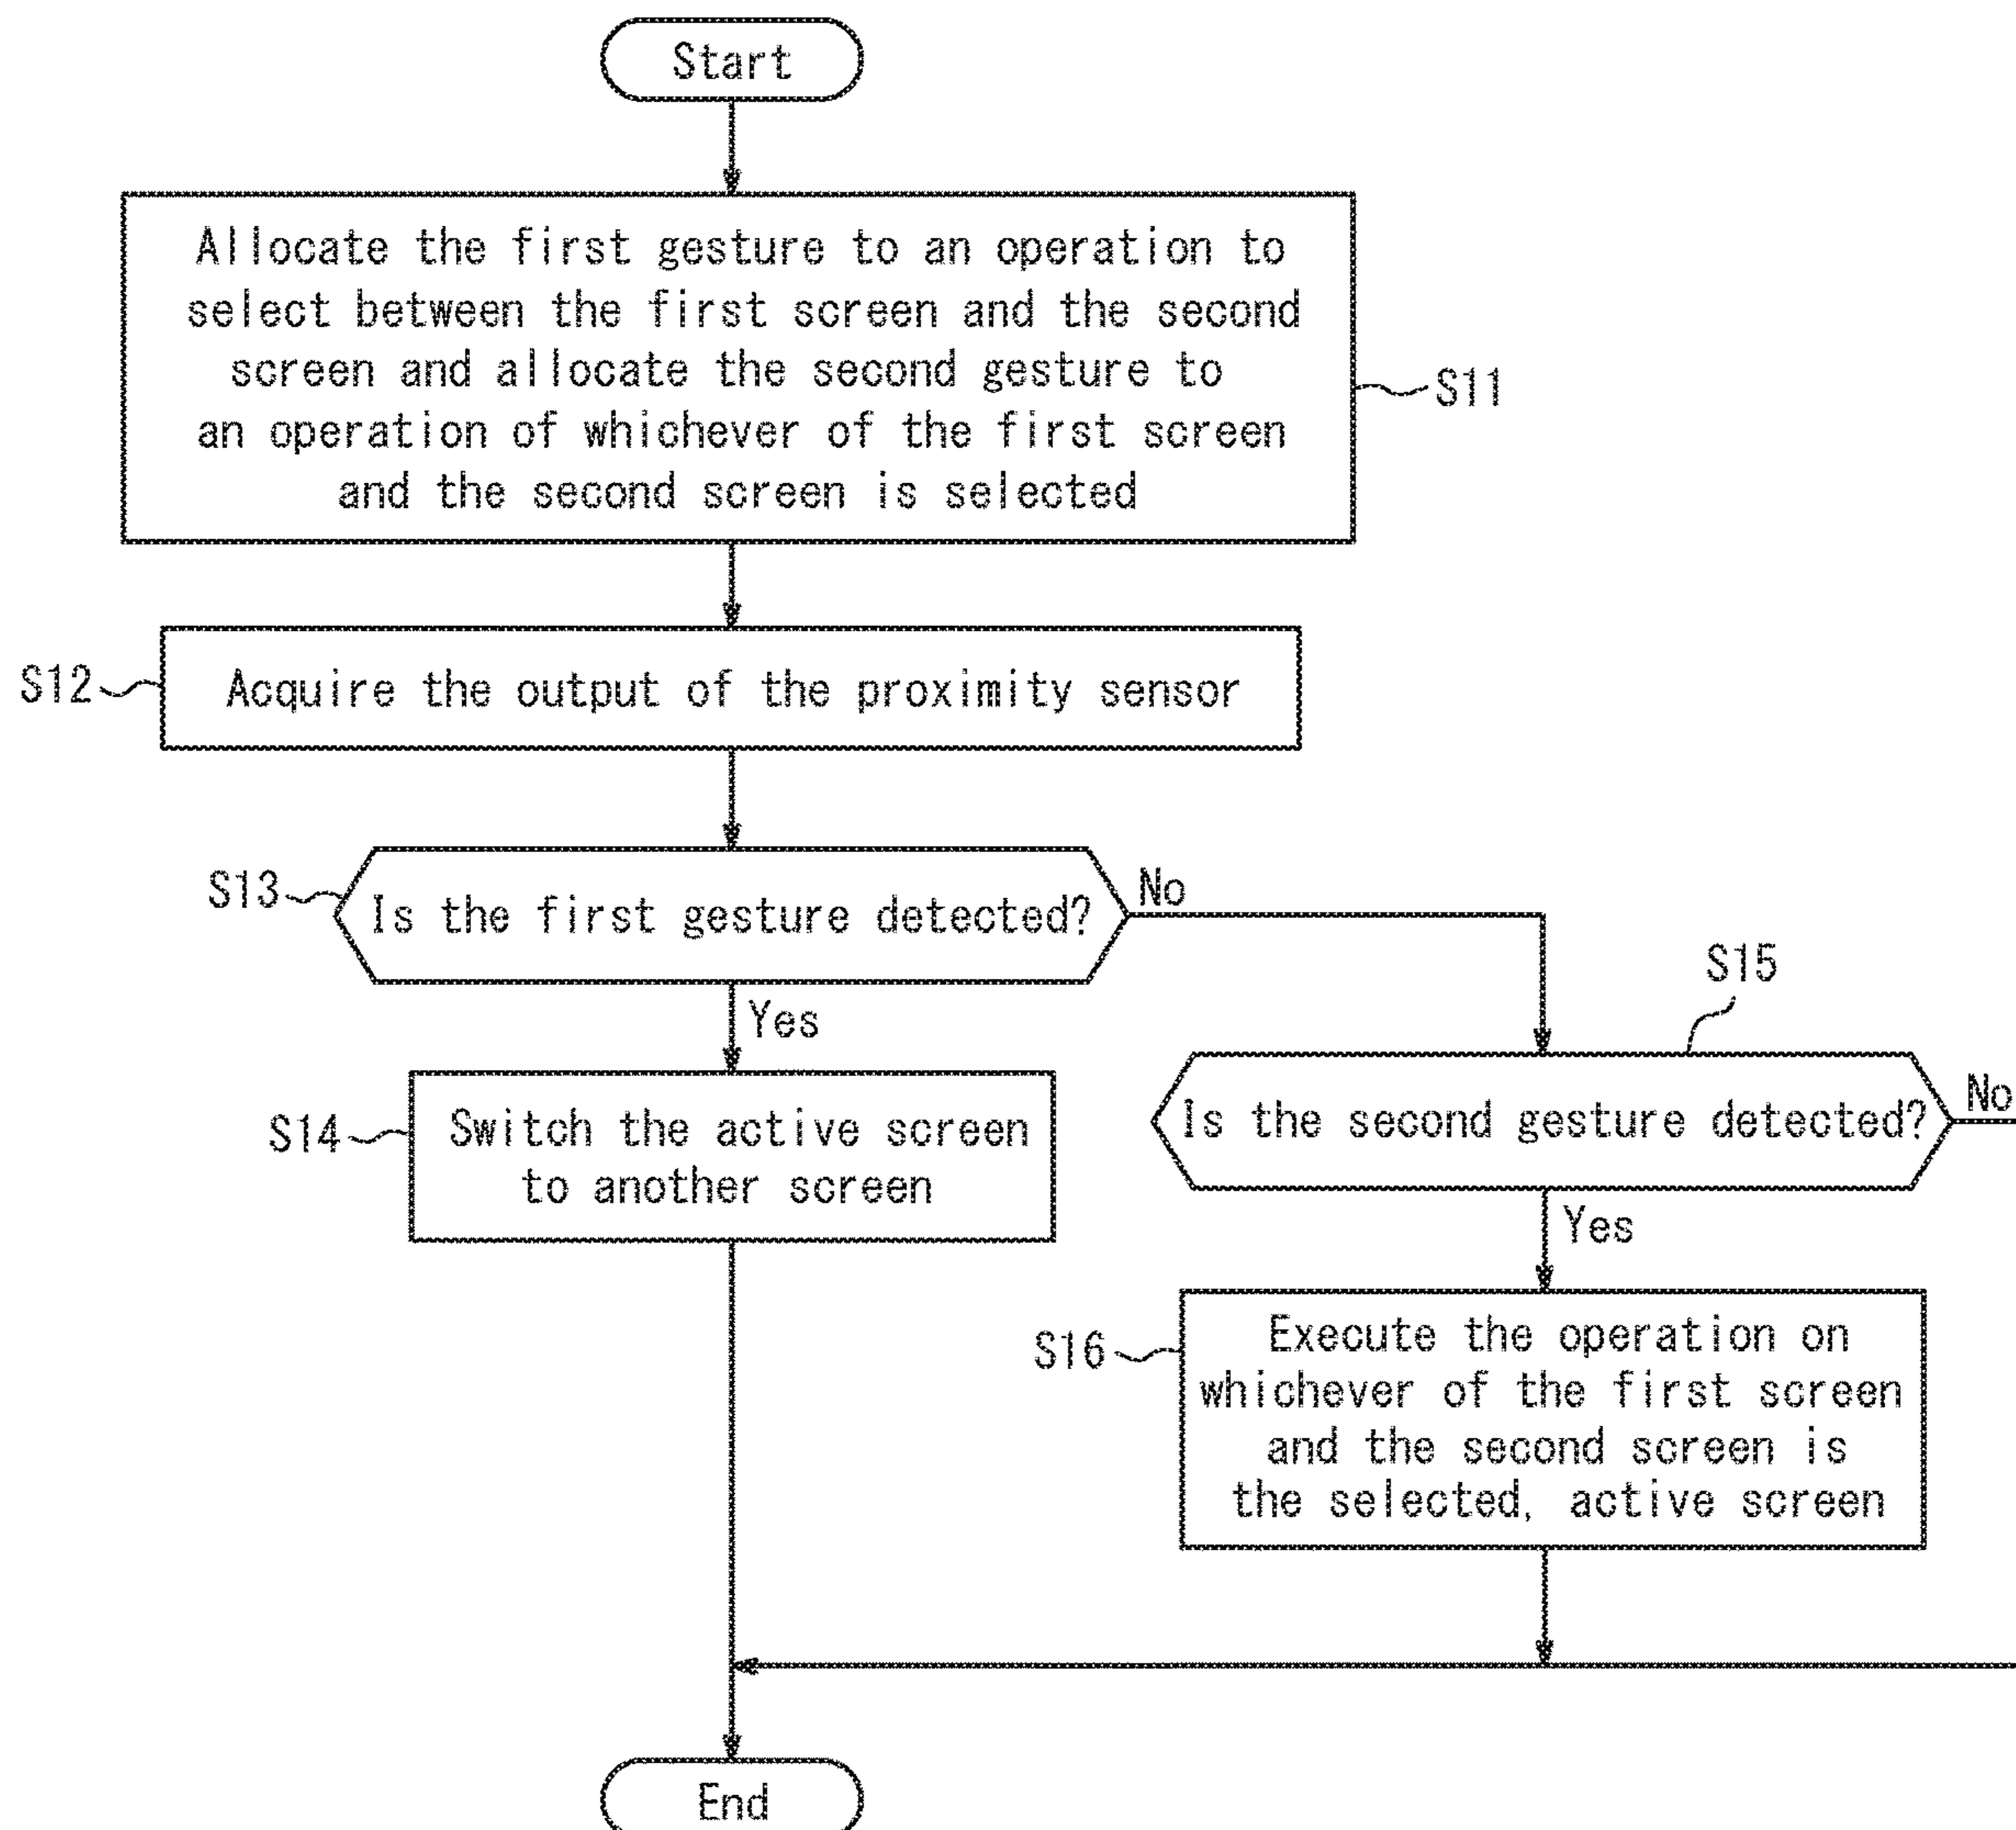 Start
Allocate the first gesture to an operation to
select between the first screen and the second
screen and allocate the second gesture to
an operation of whichever of the first screen
and the second screen is selected
S11
S12
Acquire the output of the proximity sensor
S13
Is the first gesture detected?
No
Yes
S14
Switch the active screen
to another screen
S15
Is the second gesture detected?
No
Yes
S16
Execute the operation on
whichever of the first screen
and the second screen is
the selected, active screen
End